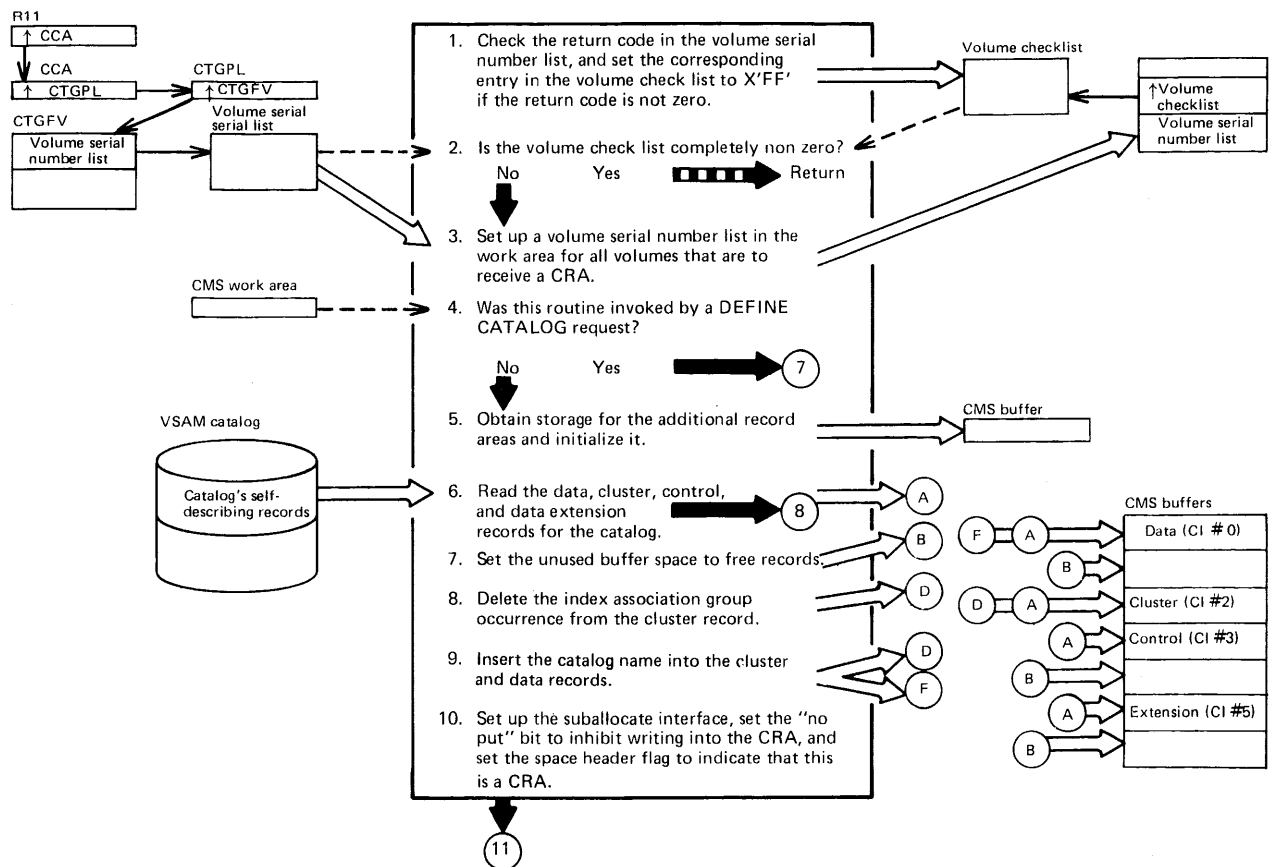 R11
↑ CCA
CCA
↑ CTGPL
CTGPL
↑ CTGFV
CTGFV
Volume serial
number list
Volume serial
serial list
1. Check the return code in the volume serial
number list, and set the corresponding
entry in the volume check list to X'FF'
if the return code is not zero.
Volume checklist
↑Volume
checklist
Volume serial
number list
2. Is the volume check list completely non zero?
No Yes Return
3. Set up a volume serial number list in the
work area for all volumes that are to
receive a CRA.
CMS work area
4. Was this routine invoked by a DEFINE
CATALOG request?
No Yes 7
5. Obtain storage for the additional record
areas and initialize it.
CMS buffer
VSAM catalog
Catalog's self-
describing records
6. Read the data, cluster, control,
and data extension
records for the catalog.
8
A
7. Set the unused buffer space to free records.
B
8. Delete the index association group
occurrence from the cluster record.
D
9. Insert the catalog name into the cluster
and data records.
D
F
10. Set up the suballocate interface, set the "no
put" bit to inhibit writing into the CRA, and
set the space header flag to indicate that this
is a CRA.
11
CMS buffers
F A Data (CI #0)
B
D A Cluster (CI #2)
A Control (CI #3)
B
A Extension (CI #5)
B